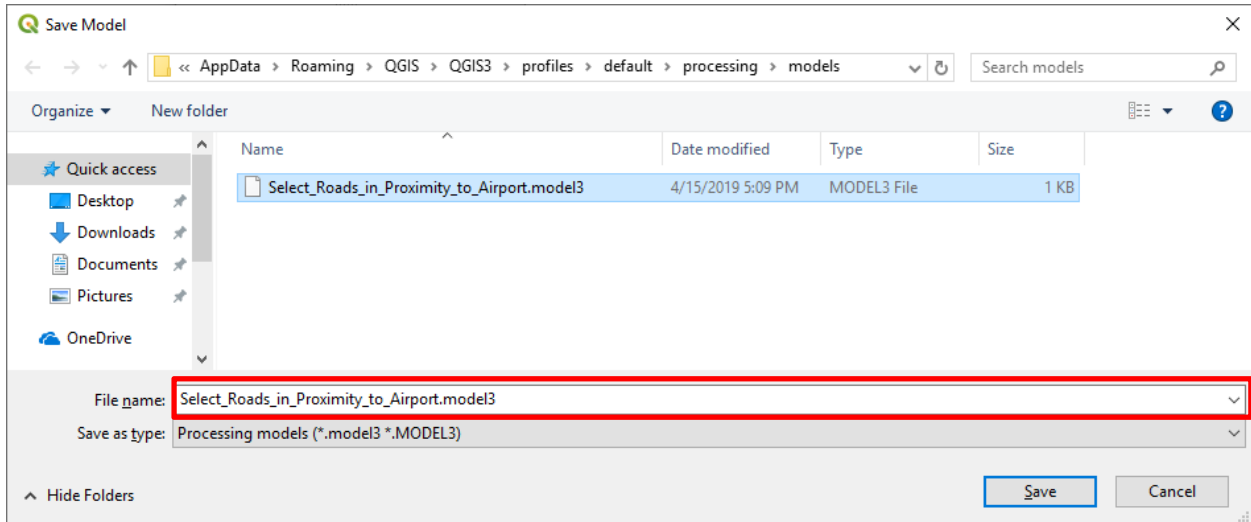 Save Model
« AppData > Roaming > QGIS > QGIS3 > profiles > default > processing > models
Search models
Organize
New folder
Name Date modified Type Size
Quick access
Select_Roads_in_Proximity_to_Airport.model3 4/15/2019 5:09 PM MODEL3 File 1 KB
Desktop
Downloads
Documents
Pictures
OneDrive
File name: Select_Roads_in_Proximity_to_Airport.model3
Save as type: Processing models (*.model3 *.MODEL3)
Hide Folders
Save
Cancel